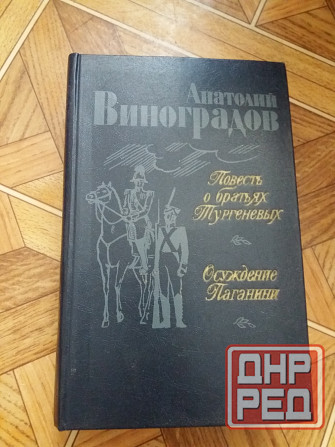 Анатолий
Виноградов
Повесть
о братьях
Тургеневых
Осуждение
Паганини
ДНР
РЕД